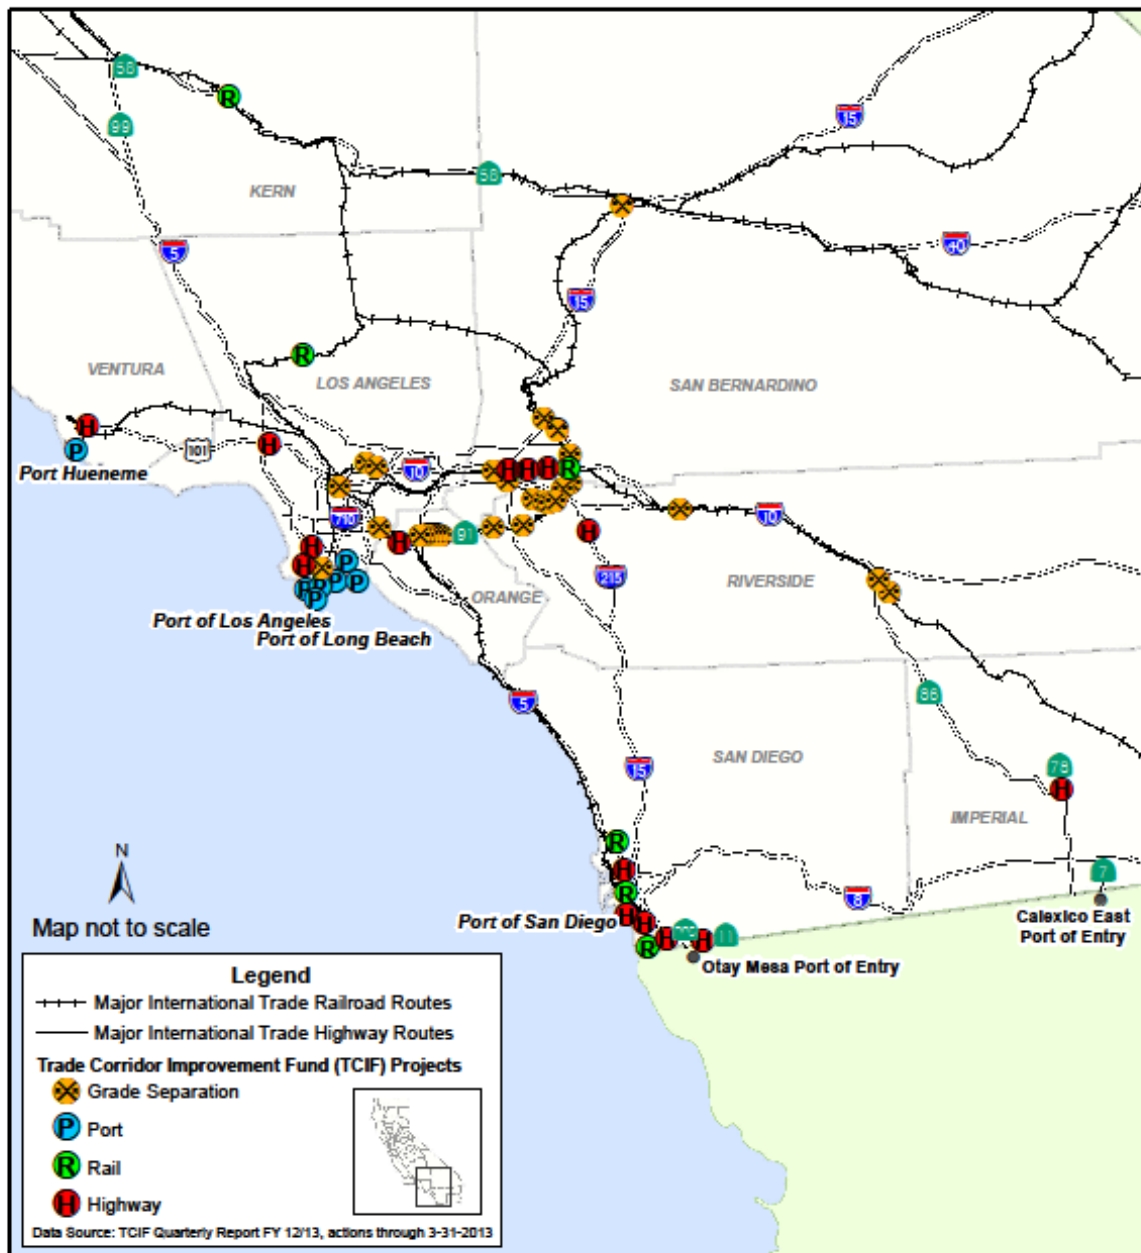 58
R
99
15
KERN
58
5
40
15
R
VENTURA
LOS ANGELES
SAN BERNARDINO
H
P
101
H
Port Hueneme
10
H H H R
710
10
H
91
H
H
H
P
215
RIVERSIDE
P P P P
P
ORANGE
Port of Los Angeles
Port of Long Beach
5
86
15
SAN DIEGO
78
H
IMPERIAL
R
H
R
7
8
N
Map not to scale
Port of San Diego
H
H
H
H
11
R
Calexico East
Port of Entry
Otay Mesa Port of Entry
Legend
Major International Trade Railroad Routes
Major International Trade Highway Routes
Trade Corridor Improvement Fund (TCIF) Projects
Grade Separation
P Port
R Rail
H Highway
Data Source: TCIF Quarterly Report FY 12/13, actions through 3-31-2013